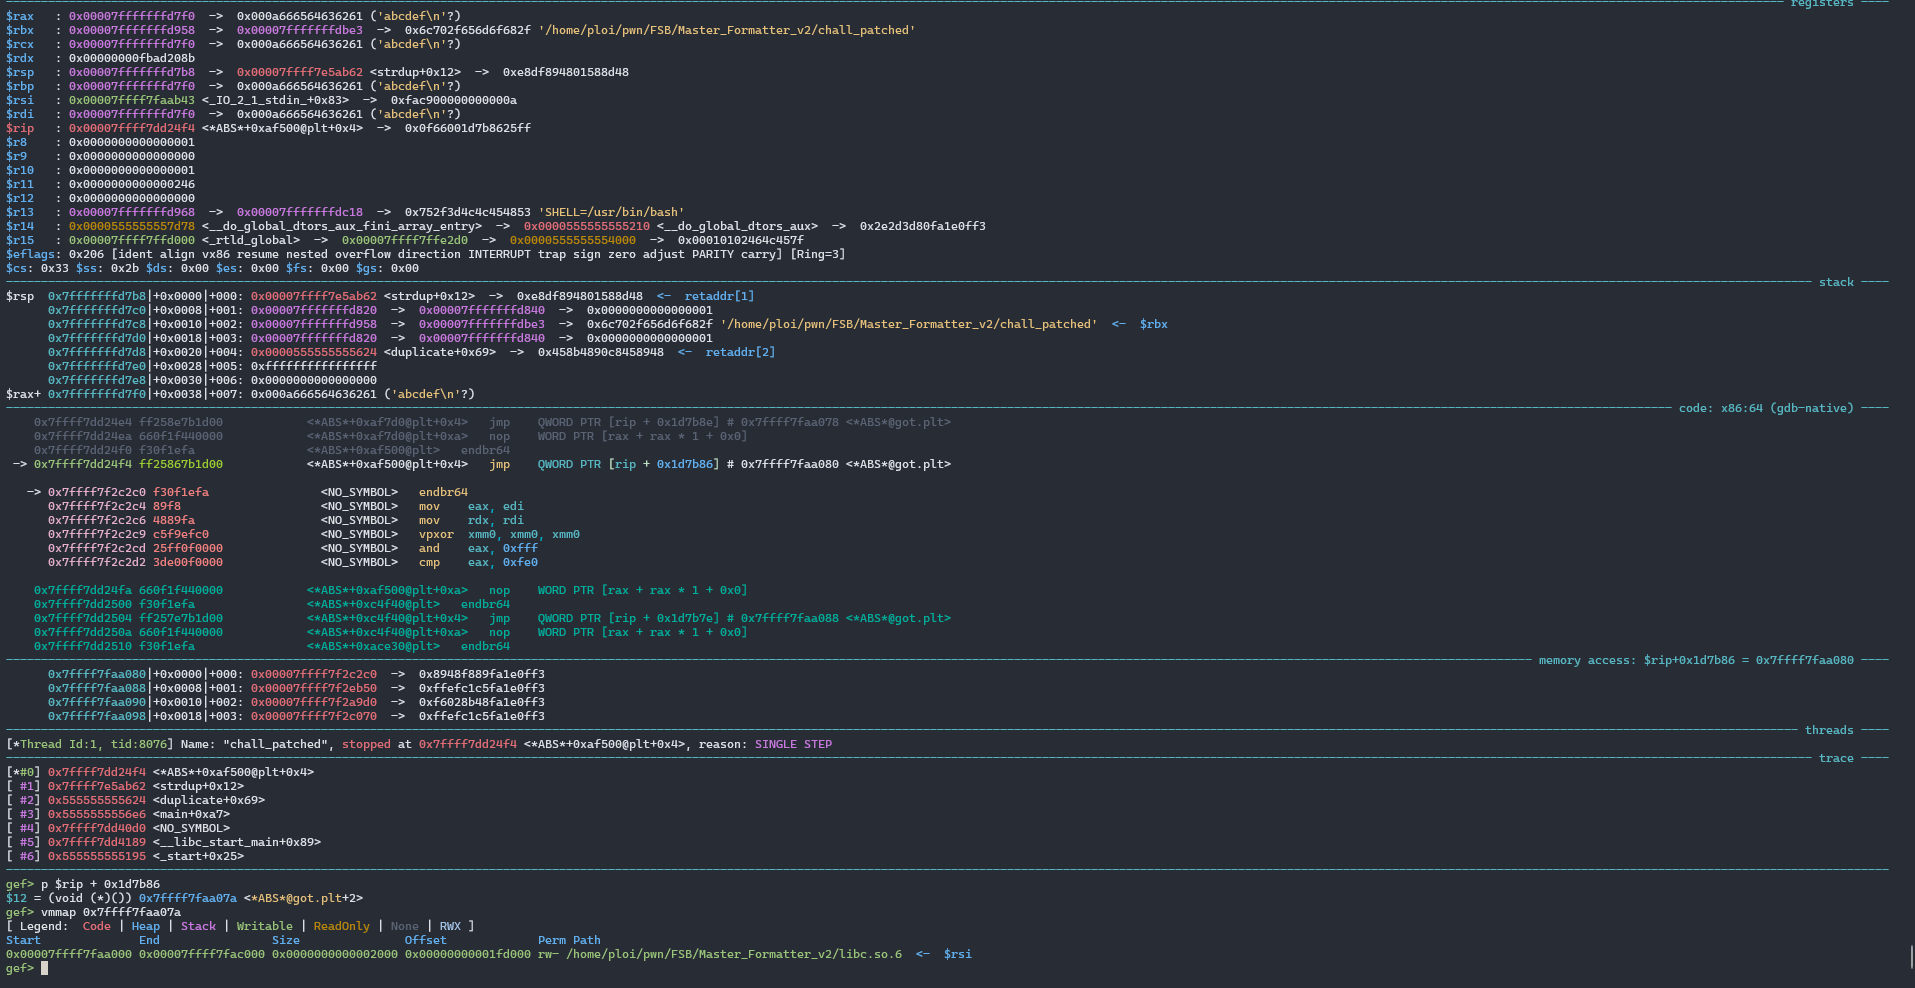 registers
$rax   : 0x00007fffffffd7f0  ->  0x000a666564636261 ('abcdef\n'?)
$rbx   : 0x00007fffffffd958  ->  0x00007fffffffdbe3  ->  0x6c702f656d6f682f '/home/ploi/pwn/FSB/Master_Formatter_v2/chall_patched'
$rcx   : 0x00007fffffffd7f0  ->  0x000a666564636261 ('abcdef\n'?)
$rdx   : 0x00000000fbad208b
$rsp   : 0x00007fffffffd7b8  ->  0x00007ffff7e5ab62 <strdup+0x12>  ->  0xe8df894801588d48
$rbp   : 0x00007fffffffd7f0  ->  0x000a666564636261 ('abcdef\n'?)
$rsi   : 0x00007ffff7faab43 <_IO_2_1_stdin_+0x83>  ->  0xfac900000000000a
$rdi   : 0x00007fffffffd7f0  ->  0x000a666564636261 ('abcdef\n'?)
$rip   : 0x00007ffff7dd24f4 <*ABS*+0xaf500@plt+0x4>  ->  0x0f66001d7b8625ff
$r8    : 0x0000000000000001
$r9    : 0x0000000000000000
$r10   : 0x0000000000000001
$r11   : 0x0000000000000246
$r12   : 0x0000000000000000
$r13   : 0x00007fffffffd968  ->  0x00007fffffffdc18  ->  0x752f3d4c4c454853 'SHELL=/usr/bin/bash'
$r14   : 0x0000555555557d78 <__do_global_dtors_aux_fini_array_entry>  ->  0x0000555555555210 <__do_global_dtors_aux>  ->  0x2e2d3d80fa1e0ff3
$r15   : 0x00007ffff7ffd000 <_rtld_global>  ->  0x00007ffff7ffe2d0  ->  0x0000555555554000  ->  0x00010102464c457f
$eflags: 0x206 [ident align vx86 resume nested overflow direction INTERRUPT trap sign zero adjust PARITY carry] [Ring=3]
$cs: 0x33 $ss: 0x2b $ds: 0x00 $es: 0x00 $fs: 0x00 $gs: 0x00
stack
$rsp  0x7fffffffd7b8|+0x0000|+000: 0x00007ffff7e5ab62 <strdup+0x12>  ->  0xe8df894801588d48  <-  retaddr[1]
0x7fffffffd7c0|+0x0008|+001: 0x00007fffffffd820  ->  0x00007fffffffd840  ->  0x0000000000000001
0x7fffffffd7c8|+0x0010|+002: 0x00007fffffffd958  ->  0x00007fffffffdbe3  ->  0x6c702f656d6f682f '/home/ploi/pwn/FSB/Master_Formatter_v2/chall_patched'  <-  $rbx
0x7fffffffd7d0|+0x0018|+003: 0x00007fffffffd820  ->  0x00007fffffffd840  ->  0x0000000000000001
0x7fffffffd7d8|+0x0020|+004: 0x0000555555555624 <duplicate+0x69>  ->  0x458b4890c8458948  <-  retaddr[2]
0x7fffffffd7e0|+0x0028|+005: 0xffffffffffffffff
0x7fffffffd7e8|+0x0030|+006: 0x0000000000000000
$rax+ 0x7fffffffd7f0|+0x0038|+007: 0x000a666564636261 ('abcdef\n'?)
code: x86:64 (gdb-native)
0x7ffff7dd24e4 ff258e7b1d00            <*ABS*+0xaf7d0@plt+0x4>   jmp    QWORD PTR [rip + 0x1d7b8e] # 0x7ffff7faa078 <*ABS*@got.plt>
0x7ffff7dd24ea 660f1f440000            <*ABS*+0xaf7d0@plt+0xa>   nop    WORD PTR [rax + rax * 1 + 0x0]
0x7ffff7dd24f0 f30f1efa                <*ABS*+0xaf500@plt>   endbr64
-> 0x7ffff7dd24f4 ff25867b1d00            <*ABS*+0xaf500@plt+0x4>   jmp    QWORD PTR [rip + 0x1d7b86] # 0x7ffff7faa080 <*ABS*@got.plt>
-> 0x7ffff7f2c2c0 f30f1efa                <NO_SYMBOL>   endbr64
0x7ffff7f2c2c4 89f8                    <NO_SYMBOL>   mov    eax, edi
0x7ffff7f2c2c6 4889fa                  <NO_SYMBOL>   mov    rdx, rdi
0x7ffff7f2c2c9 c5f9efc0                <NO_SYMBOL>   vpxor  xmm0, xmm0, xmm0
0x7ffff7f2c2cd 25ff0f0000              <NO_SYMBOL>   and    eax, 0xfff
0x7ffff7f2c2d2 3de00f0000              <NO_SYMBOL>   cmp    eax, 0xfe0
0x7ffff7dd24fa 660f1f440000            <*ABS*+0xaf500@plt+0xa>   nop    WORD PTR [rax + rax * 1 + 0x0]
0x7ffff7dd2500 f30f1efa                <*ABS*+0xc4f40@plt>   endbr64
0x7ffff7dd2504 ff257e7b1d00            <*ABS*+0xc4f40@plt+0x4>   jmp    QWORD PTR [rip + 0x1d7b7e] # 0x7ffff7faa088 <*ABS*@got.plt>
0x7ffff7dd250a 660f1f440000            <*ABS*+0xc4f40@plt+0xa>   nop    WORD PTR [rax + rax * 1 + 0x0]
0x7ffff7dd2510 f30f1efa                <*ABS*+0xace30@plt>   endbr64
memory access: $rip+0x1d7b86 = 0x7ffff7faa080
0x7ffff7faa080|+0x0000|+000: 0x00007ffff7f2c2c0  ->  0x8948f889fa1e0ff3
0x7ffff7faa088|+0x0008|+001: 0x00007ffff7f2eb50  ->  0xffefc1c5fa1e0ff3
0x7ffff7faa090|+0x0010|+002: 0x00007ffff7f2a9d0  ->  0xf6028b48fa1e0ff3
0x7ffff7faa098|+0x0018|+003: 0x00007ffff7f2c070  ->  0xffefc1c5fa1e0ff3
threads
[*Thread Id:1, tid:8076] Name: "chall_patched", stopped at 0x7ffff7dd24f4 <*ABS*+0xaf500@plt+0x4>, reason: SINGLE STEP
trace
[*#0] 0x7ffff7dd24f4 <*ABS*+0xaf500@plt+0x4>
[ #1] 0x7ffff7e5ab62 <strdup+0x12>
[ #2] 0x555555555624 <duplicate+0x69>
[ #3] 0x5555555556e6 <main+0xa7>
[ #4] 0x7ffff7dd40d0 <NO_SYMBOL>
[ #5] 0x7ffff7dd4189 <__libc_start_main+0x89>
[ #6] 0x555555555195 <_start+0x25>
gef> p $rip + 0x1d7b86
$12 = (void (*)()) 0x7ffff7faa07a <*ABS*@got.plt+2>
gef> vmmap 0x7ffff7faa07a
[ Legend:  Code | Heap | Stack | Writable | ReadOnly | None | RWX ]
Start              End                Size               Offset             Perm Path
0x00007ffff7faa000 0x00007ffff7fac000 0x0000000000002000 0x00000000001fd000 rw- /home/ploi/pwn/FSB/Master_Formatter_v2/libc.so.6  <-  $rsi
gef>